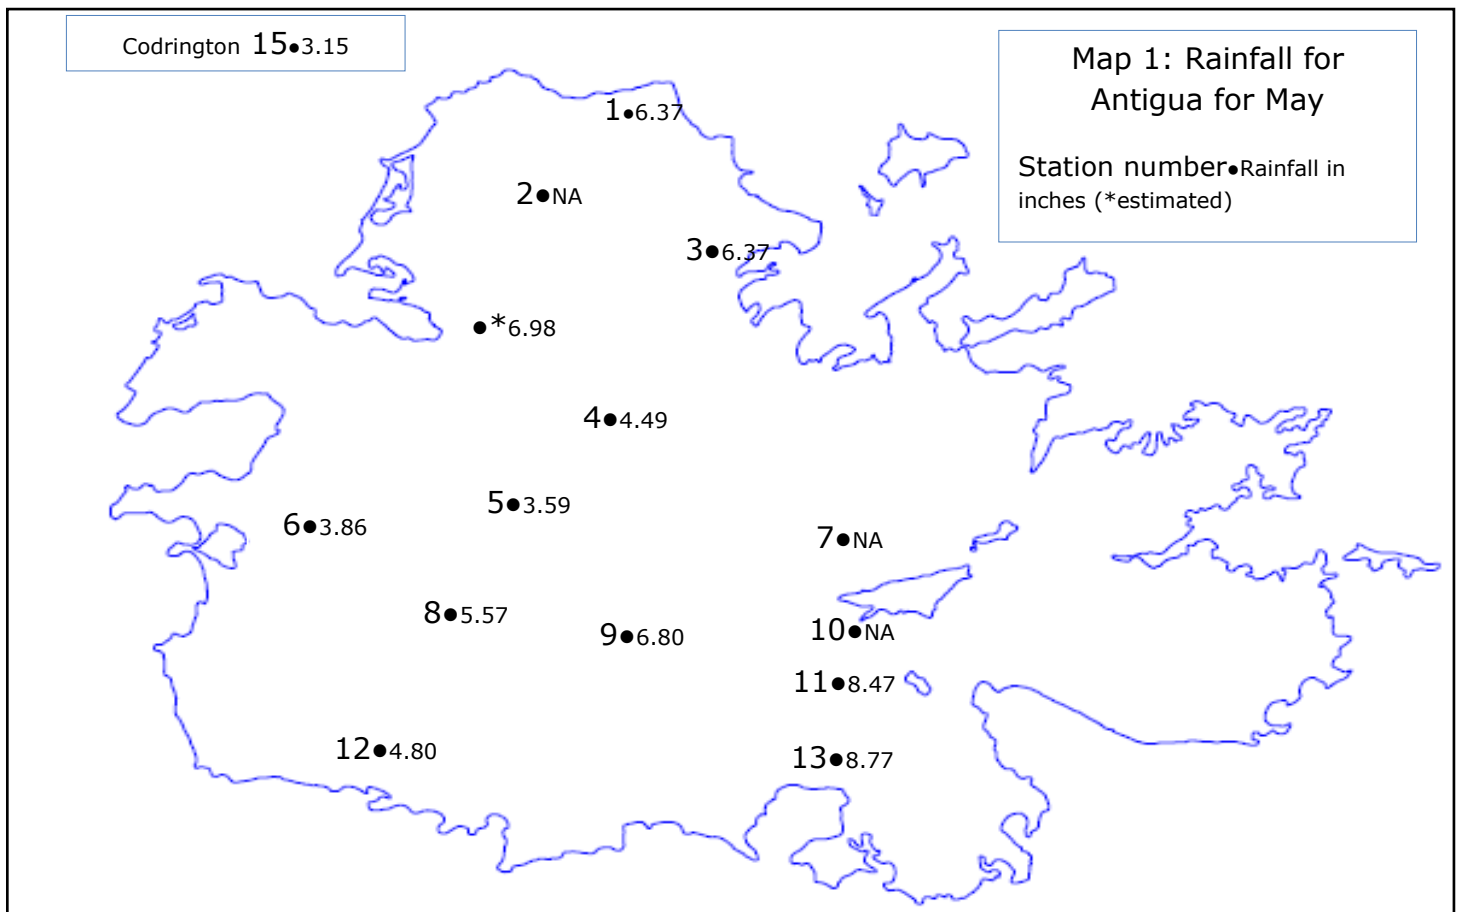 Codrington 15●3.15
Map 1: Rainfall for
Antigua for May
Station number●Rainfall in
inches (*estimated)
1●6.37
2●NA
3●6.37
●*6.98
4●4.49
5●3.59
6●3.86
7●NA
8●5.57
9●6.80
10●NA
11●8.47
12●4.80
13●8.77